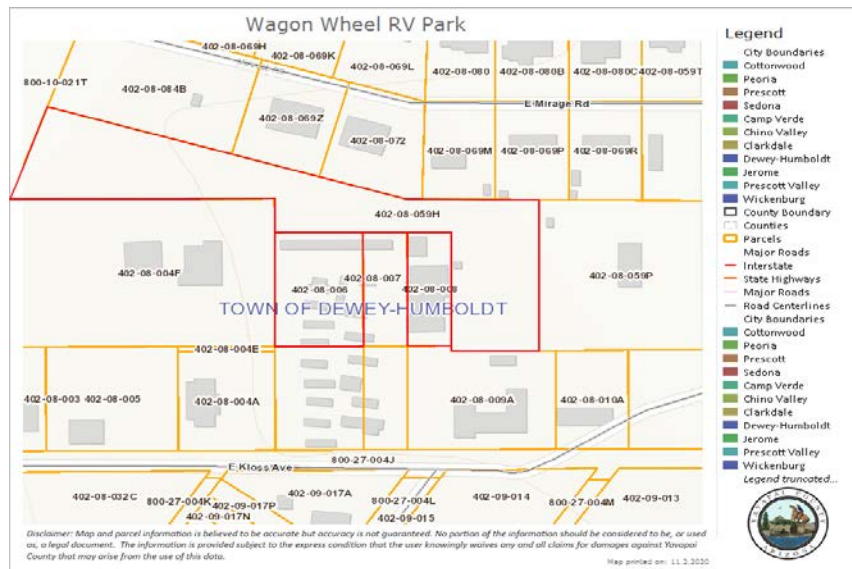 Wagon Wheel RV Park
402-08-069H
402-08-069K
402-08-069L
402-08-080
402-08-080B
402-08-080C
402-08-059T
800-10-021T
402-08-084B
E Mirage Rd
402-08-069Z
402-08-072
402-08-069M
402-08-069P
402-08-069R
402-08-059H
402-08-004F
402-08-007
402-08-059P
402-08-006
402-08-008
TOWN OF DEWEY-HUMBOLDT
402-08-004E
402-08-003
402-08-005
402-08-004A
402-08-009A
402-08-010A
800-27-004J
E Kloss Ave
402-08-032C
800-27-004K
402-09-017P
402-09-017N
402-09-017A
800-27-004L
402-09-015
402-09-014
800-27-004M
402-09-013
Legend
City Boundaries
Cottonwood
Peoria
Prescott
Sedona
Camp Verde
Chino Valley
Clarkdale
Dewey-Humboldt
Jerome
Prescott Valley
Wickenburg
County Boundary
Counties
Parcels
Major Roads
Interstate
State Highways
Major Roads
Road Centerlines
City Boundaries
Cottonwood
Peoria
Prescott
Sedona
Camp Verde
Chino Valley
Clarkdale
Dewey-Humboldt
Jerome
Prescott Valley
Wickenburg
Legend truncated...
YAVAPAI COUNTY
ARIZONA
Disclaimer: Map and parcel information is believed to be accurate but accuracy is not guaranteed. No portion of the information should be considered to be, or used
as, a legal document. The information is provided subject to the express condition that the user knowingly waives any and all claims for damages against Yavapai
County that may arise from the use of this data.
Map printed on: 11.2.2020